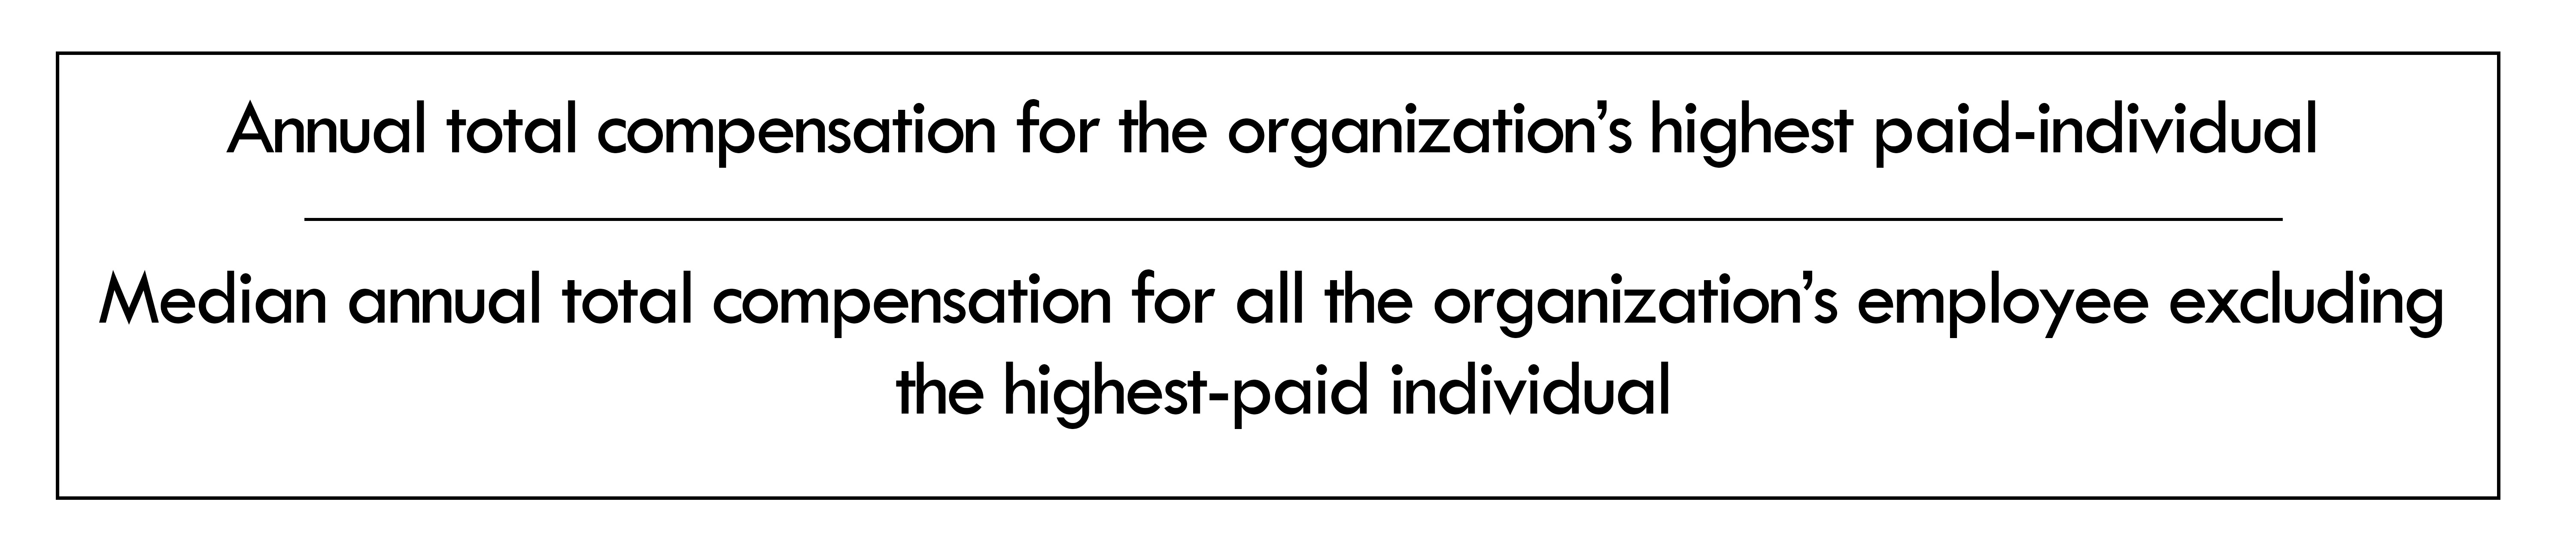 Annual total compensation for the organization’s highest paid-individual
Median annual total compensation for all the organization’s employee excluding
the highest-paid individual